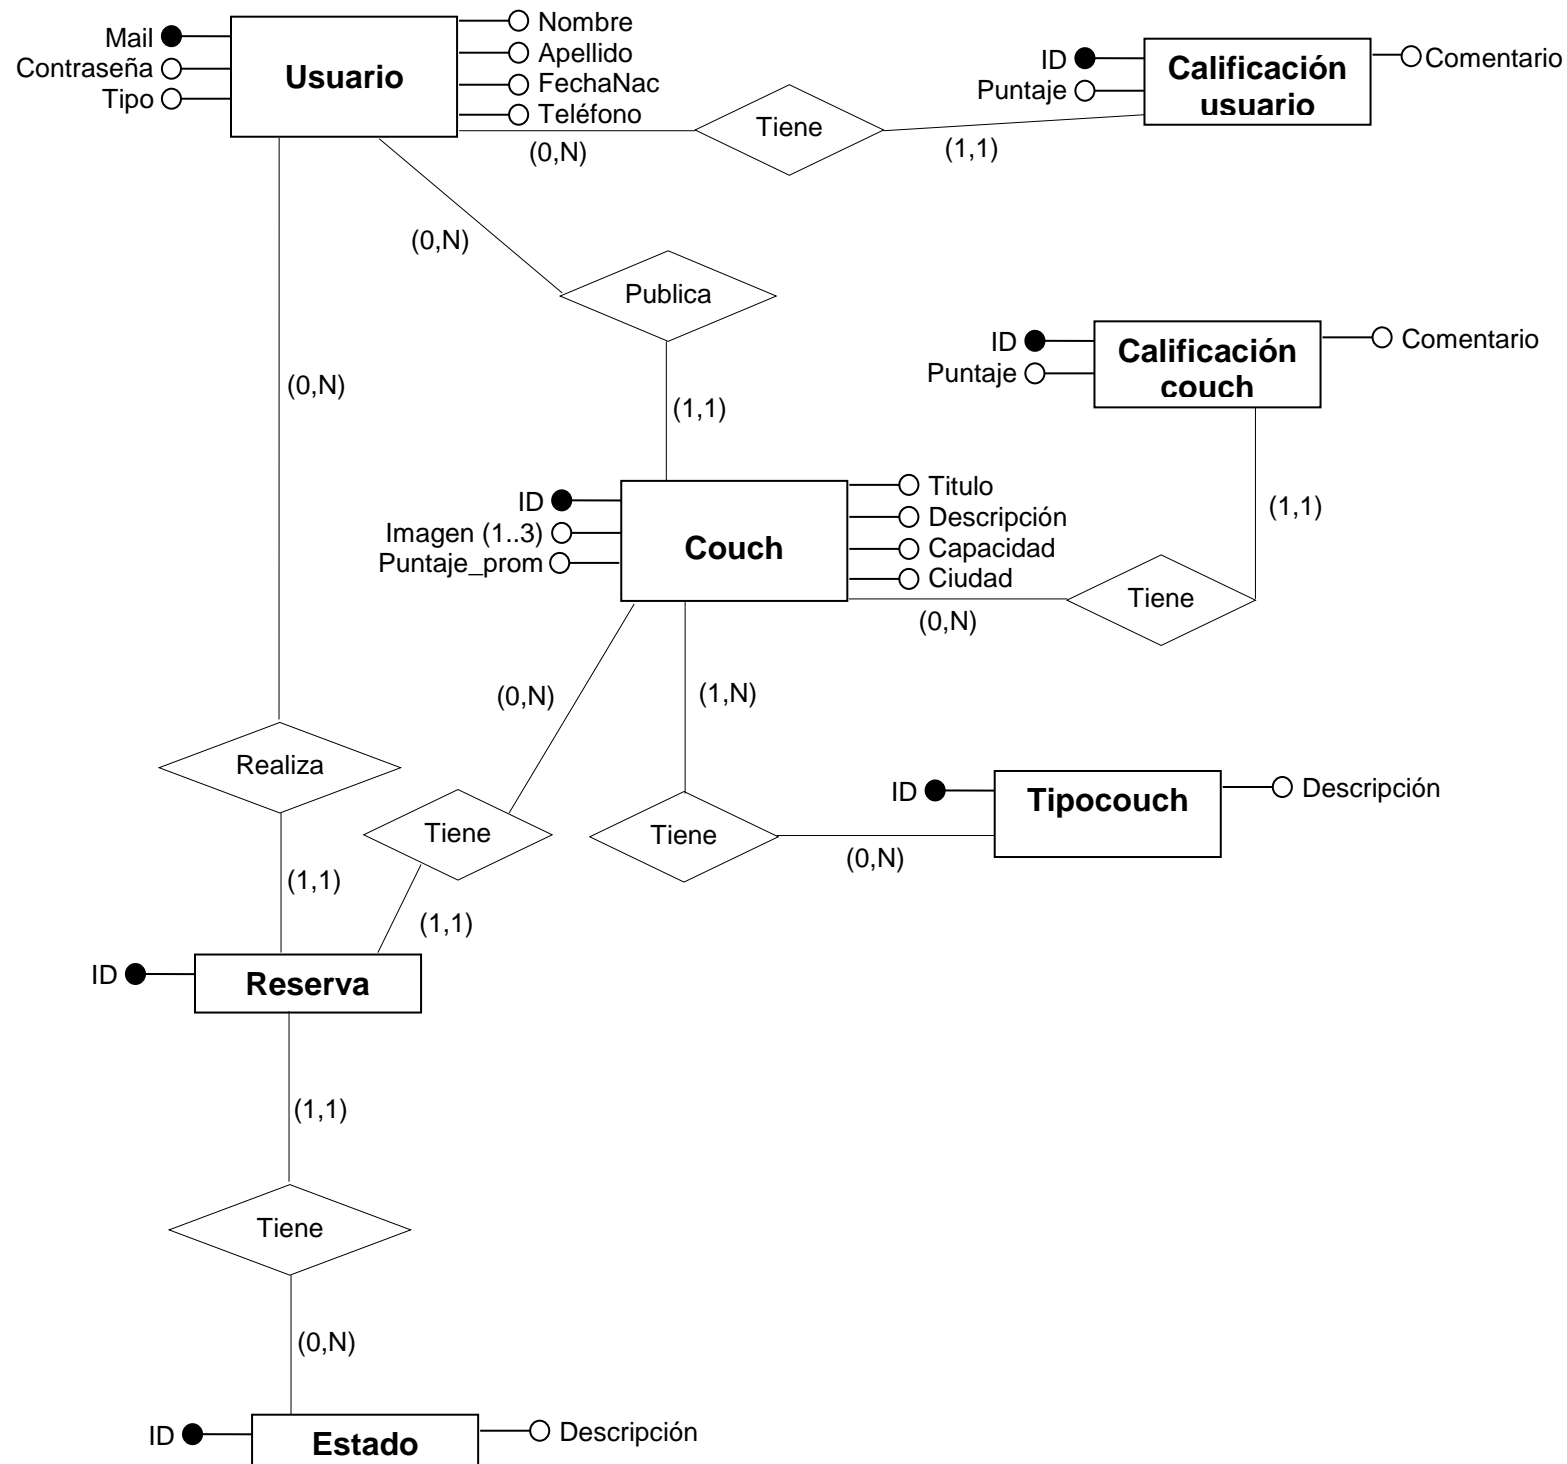 Mail
Contraseña
Tipo
Usuario
Nombre
Apellido
FechaNac
Teléfono
(0,N)
Tiene
(1,1)
ID
Puntaje
Calificación
usuario
Comentario
(0,N)
Publica
(1,1)
(0,N)
ID
Puntaje
Calificación
couch
Comentario
(1,1)
ID
Imagen (1..3)
Puntaje_prom
Couch
Titulo
Descripción
Capacidad
Ciudad
(0,N)
Tiene
(0,N)
(1,N)
Realiza
Tiene
Tiene
(0,N)
ID
Tipocouch
Descripción
(1,1)
(1,1)
ID
Reserva
(1,1)
Tiene
(0,N)
ID
Estado
Descripción